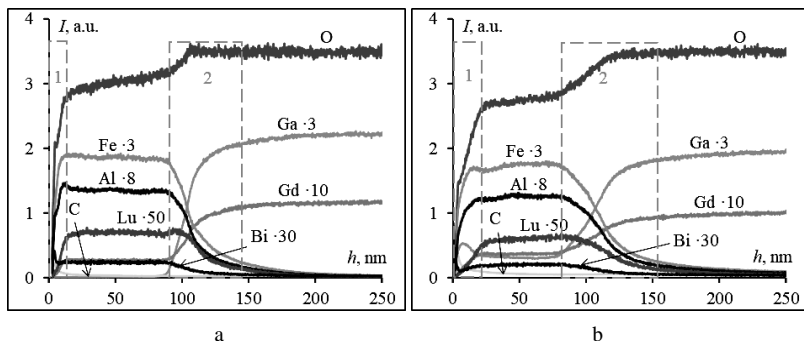 I, a.u.
4
3
2
1
0
0
50
100
150
200
250
1
2
O
Fe ·3
Ga ·3
Al ·8
Gd ·10
C
Lu ·50
Bi ·30
h, nm
a
I, a.u.
4
3
2
1
0
0
50
100
150
200
250
1
2
O
Fe ·3
Ga ·3
Al ·8
Gd ·10
Lu ·50
Bi ·30
C
h, nm
b